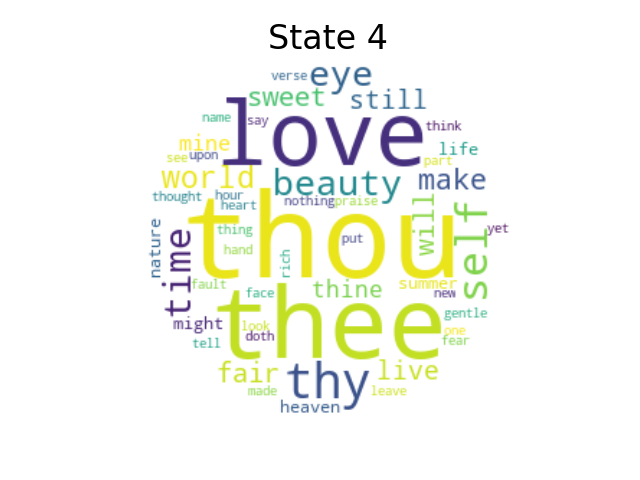 State 4
verse eye
sweet still
name say love think
mine
see upon life
world part
beauty make
thought hour nothing praise
heart
thou will self yet
nature time thing put
hand rich
fault face thine summer new
thee gentle
might look one
tell doth fear
fair thy live
made leave
heaven